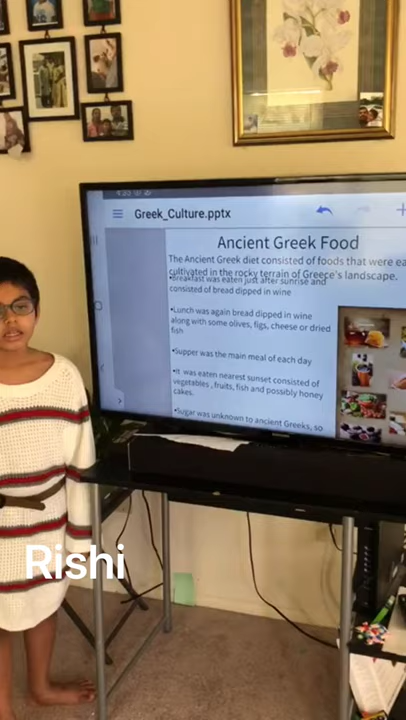 Greek_Culture.pptx
Ancient Greek Food
The Ancient Greek diet consisted of foods that were ea
cultivated in the rocky terrain of Greece's landscape.
•Breakfast was eaten just after sunrise and
consisted of bread dipped in wine
•Lunch was again bread dipped in wine
along with some olives, figs, cheese or dried
fish
•Supper was the main meal of each day
•It was eaten nearest sunset consisted of
vegatables , fruits, fish and possibly honey
cakes.
•Sugar was unknown to ancient Greeks, so
Rishi